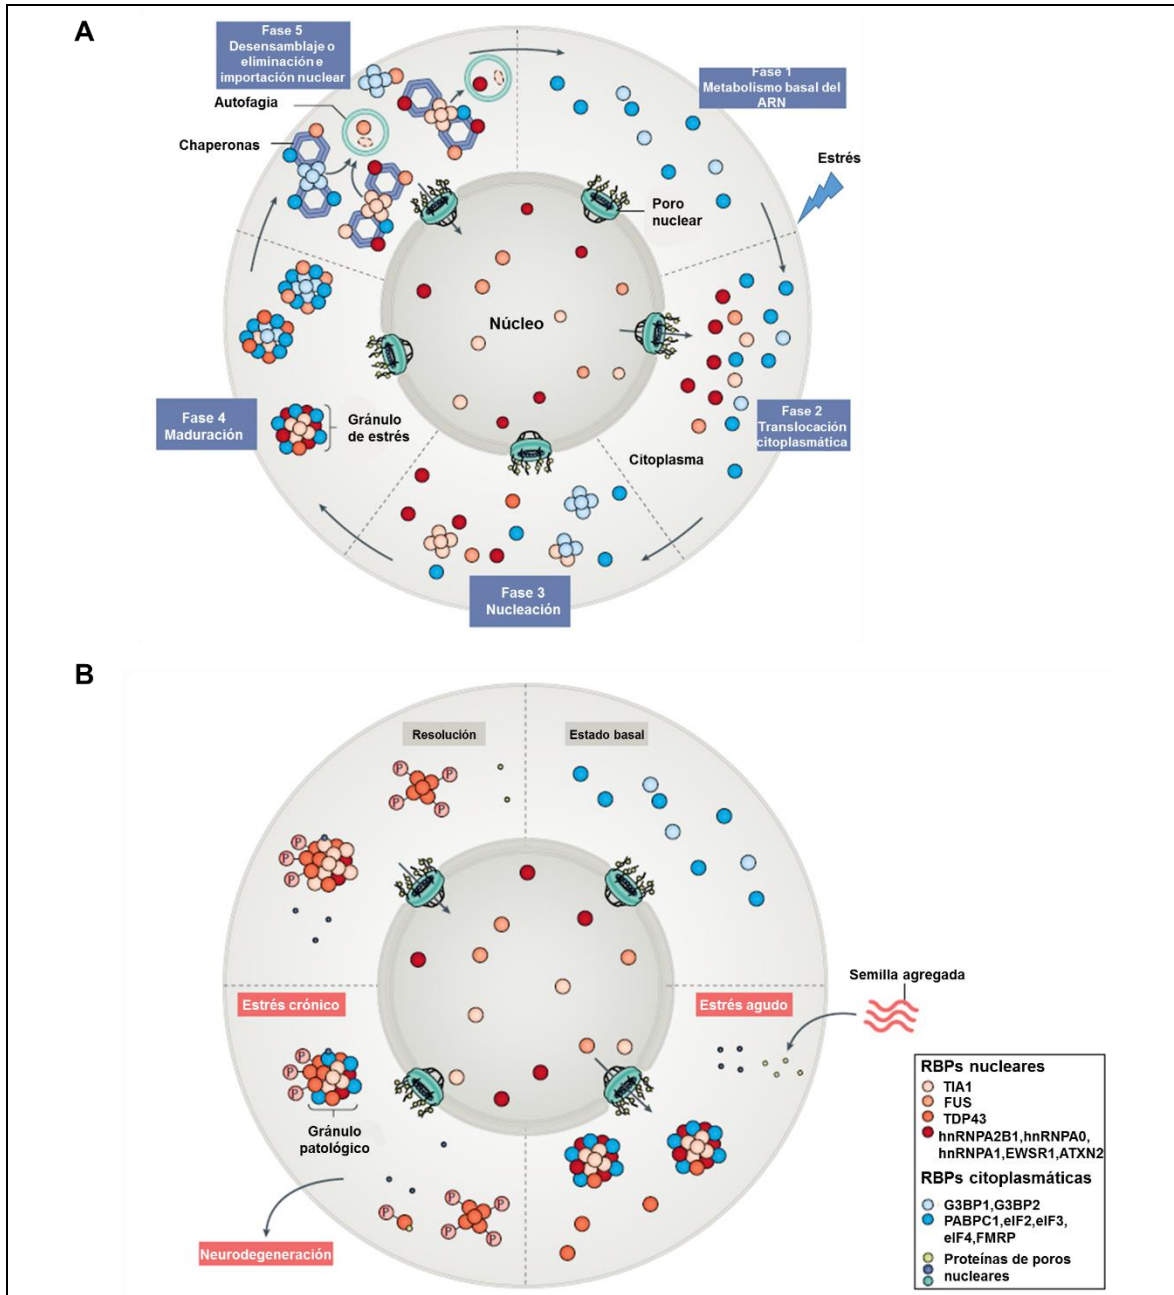 A
Fase 5
Desensamblaje o
eliminación e
importación nuclear
Autofagia
Chaperonas
Fase 1
Metabolismo basal del
ARN
Estrés
Poro
nuclear
Núcleo
Fase 4
Maduración
Gránulo
de estrés
Fase 2
Translocación
citoplasmática
Citoplasma
Fase 3
Nucleación
B
Resolución
Estado basal
P
P
P
P
P
P
P
Estrés crónico
Estrés agudo
Semilla agregada
P
P
P
Gránulo
patológico
P
P
P
P
P
Neurodegeneración
RBPs nucleares
TIA1
FUS
TDP43
hnRNPA2B1,hnRNPA0,
hnRNPA1,EWSR1,ATXN2
RBPs citoplasmáticas
G3BP1,G3BP2
PABPC1,eIF2,eIF3,
eIF4,FMRP
Proteínas de poros
nucleares